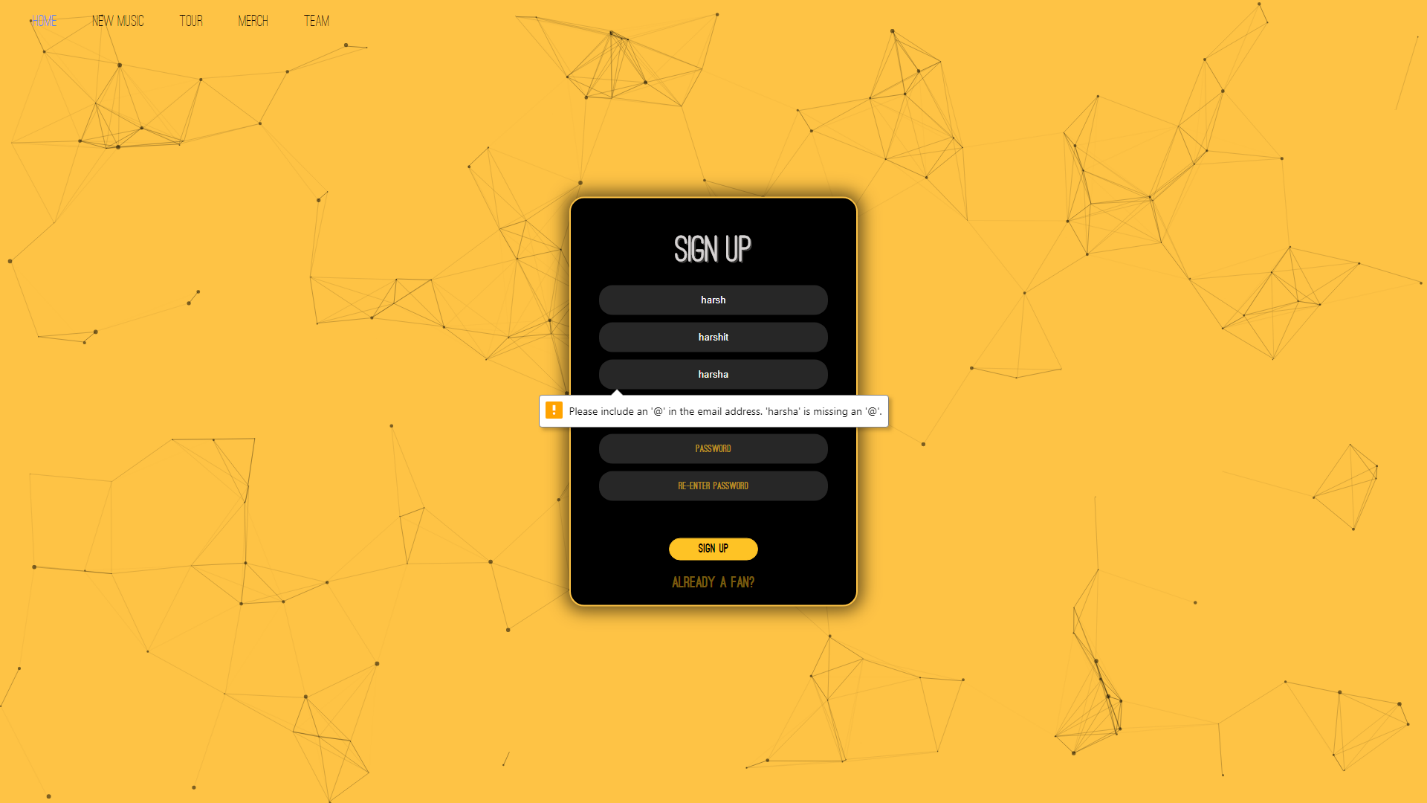 HOME NEW MUSIC TOUR MERCH TEAM
SIGN UP
harsh
harshit
harsha
Please include an '@' in the email address. 'harsha' is missing an '@'.
PASSWORD
RE-ENTER PASSWORD
SIGN UP
ALREADY A FAN?